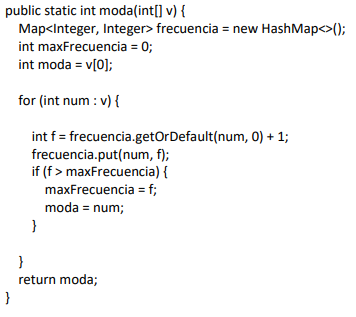 public static int moda(int[] v) {
Map<Integer, Integer> frecuencia = new HashMap<>();
int maxFrecuencia = 0;
int moda = v[0];
for (int num : v) {
int f = frecuencia.getOrDefault(num, 0) + 1;
frecuencia.put(num, f);
if (f > maxFrecuencia) {
maxFrecuencia = f;
moda = num;
}
}
return moda;
}